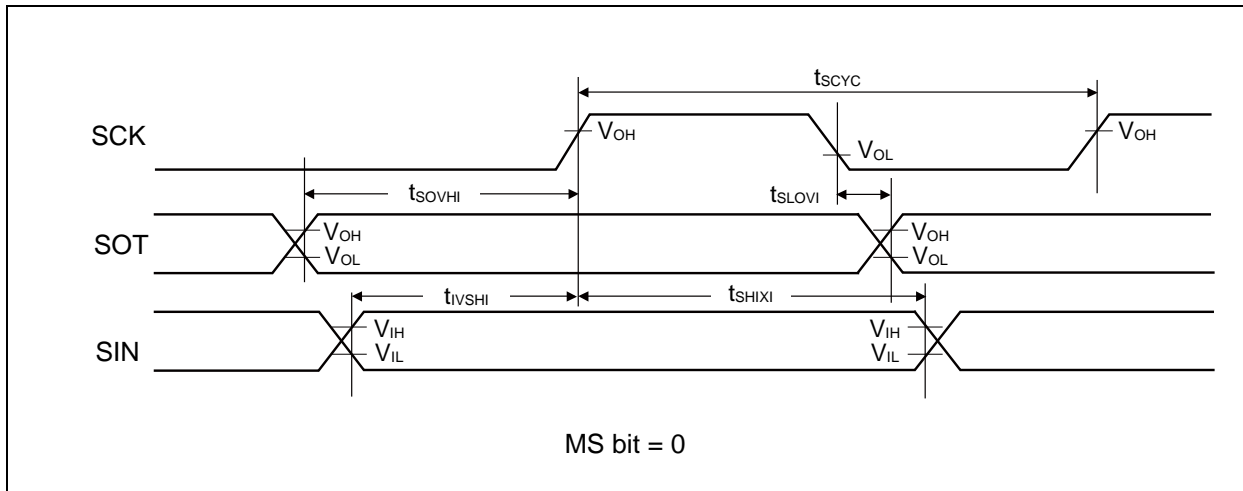 tSCYC
SCK
VOH
VOL
VOH
tSOVHI
tSLOVI
SOT
VOH
VOL
VOH
VOL
tIVSHI
tSHIXI
SIN
VIH
VIL
VIH
VIL
MS bit = 0